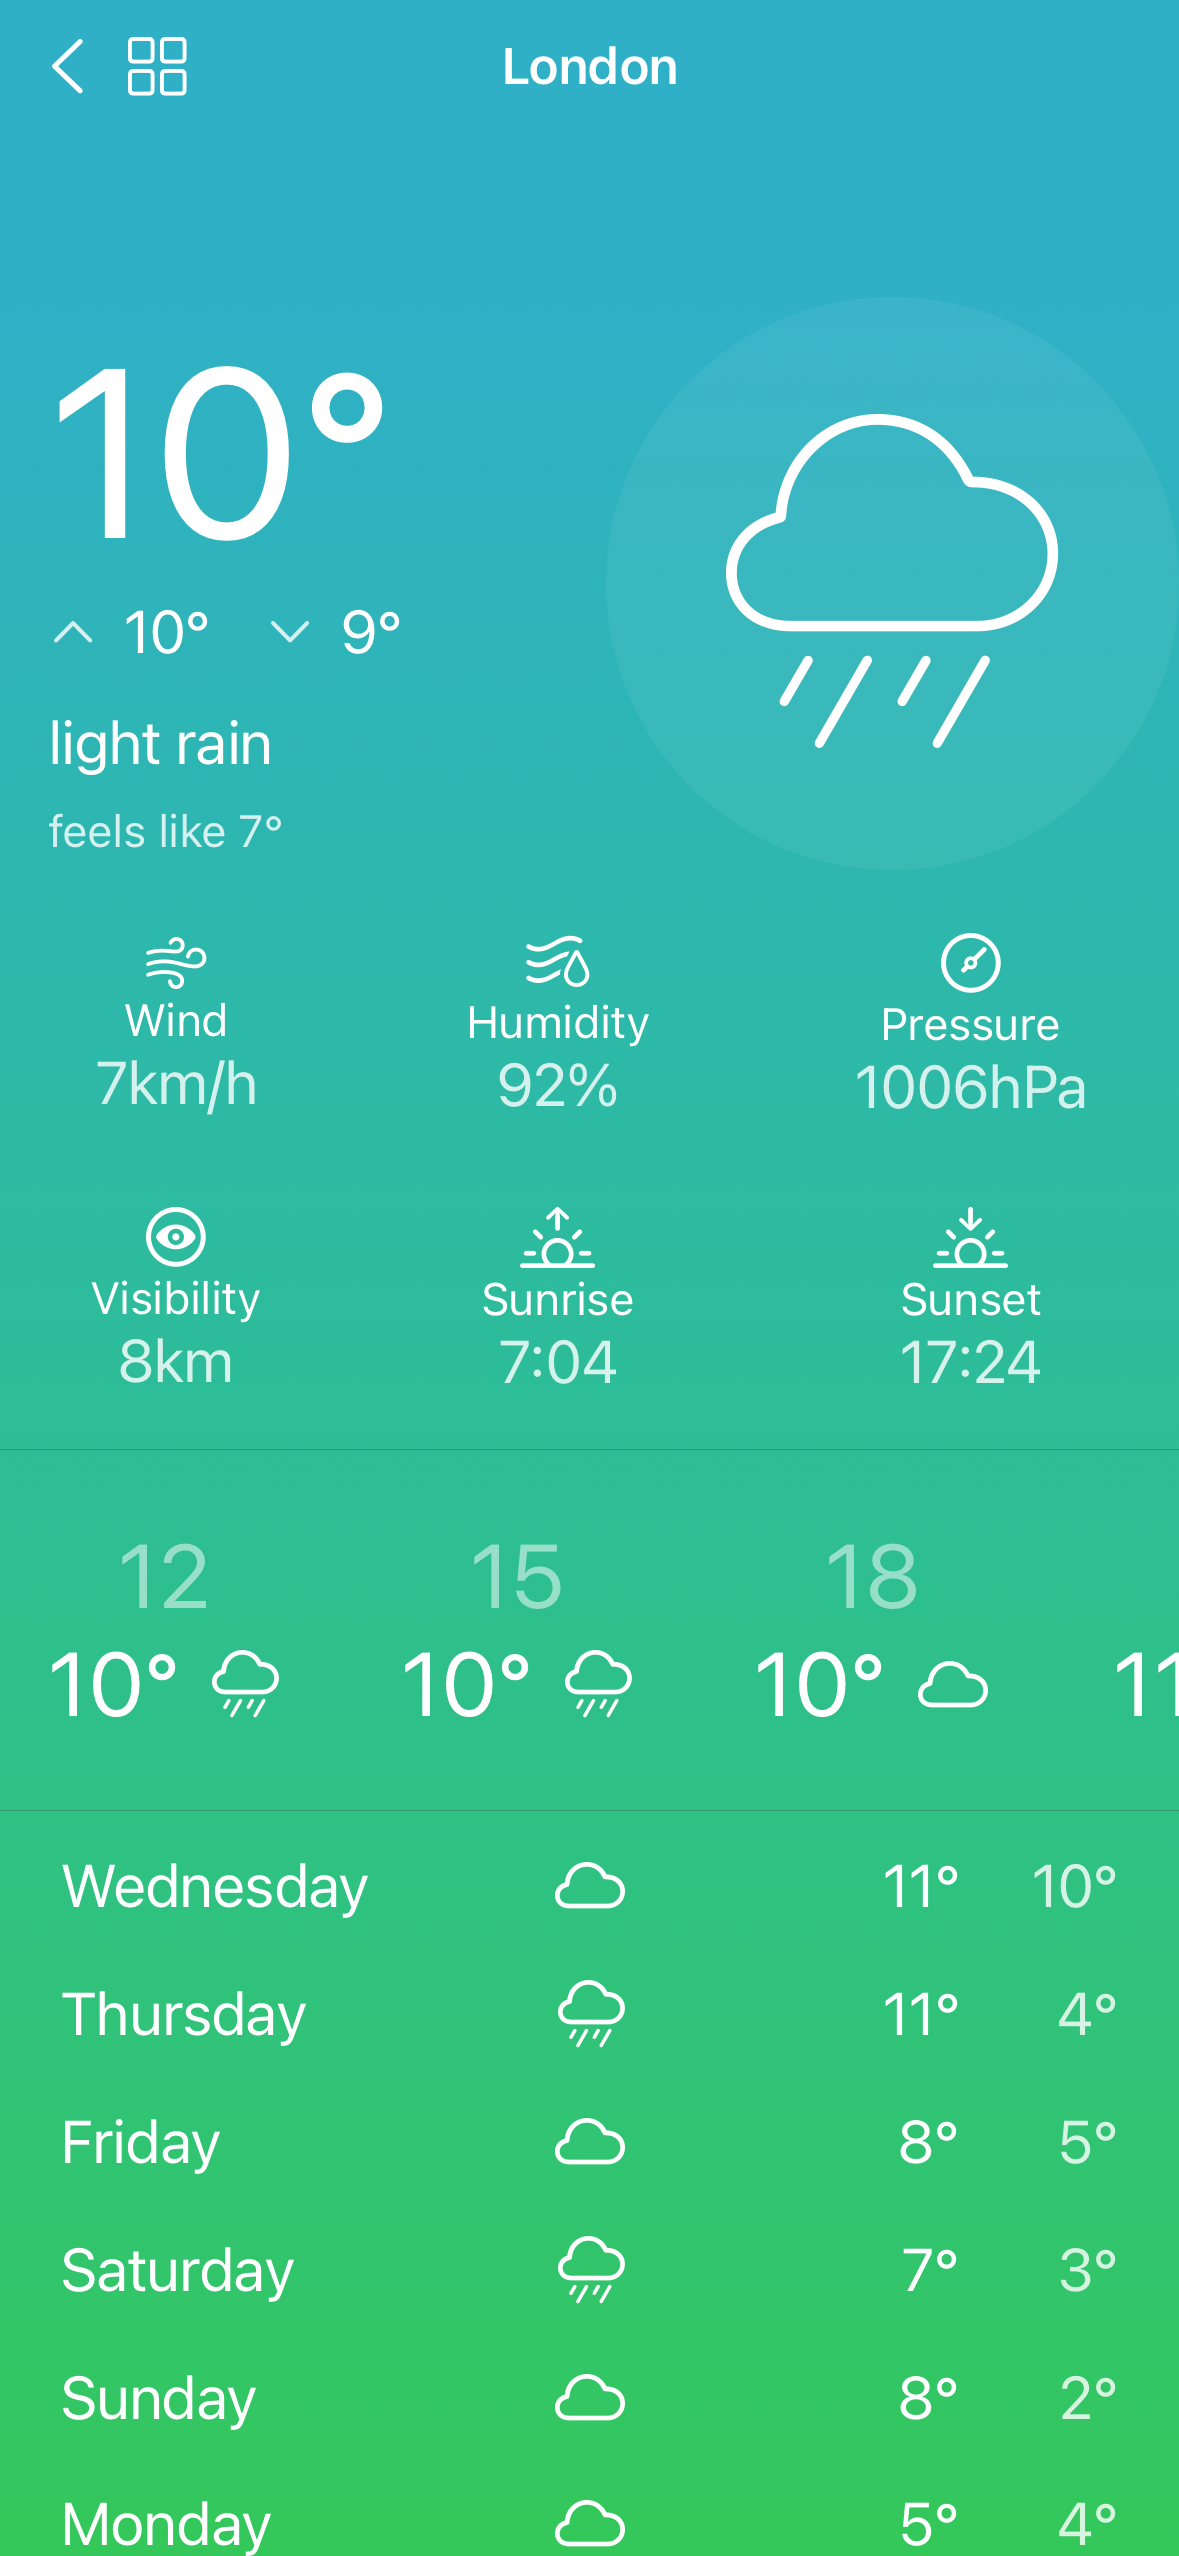 London
10°
10° 9°
light rain
feels like 7°
Wind Humidity Pressure
7km/h 92% 1006hPa
Visibility Sunrise Sunset
8km 7:04 17:24
12 15 18
10° 10° 10° 11
Wednesday 11° 10°
Thursday 11° 4°
Friday 8° 5°
Saturday 7° 3°
Sunday 8° 2°
Monday 5° 4°